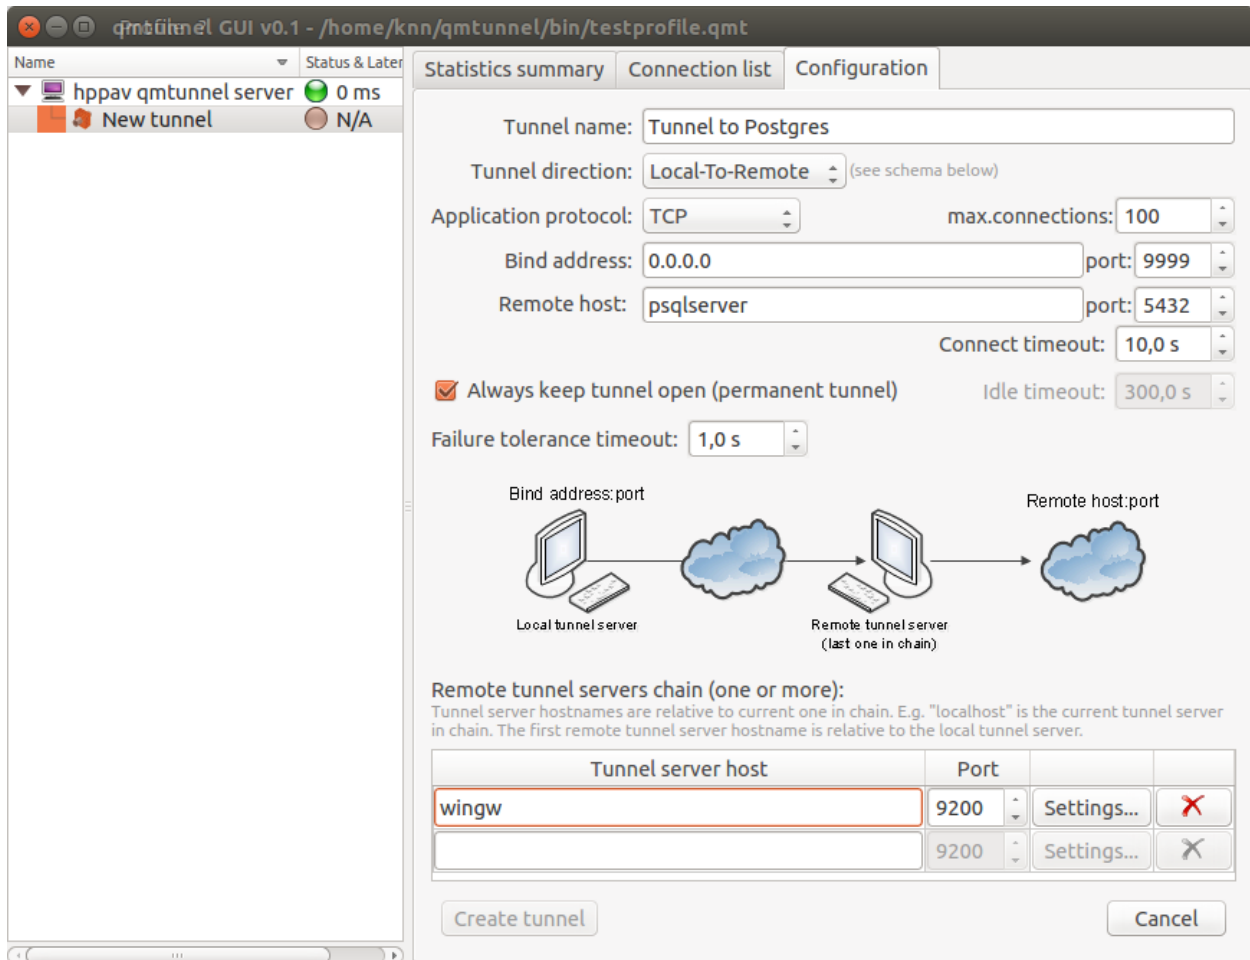 qmtunnel GUI v0.1 - /home/knn/qmtunnel/bin/testprofile.qmt
Profile ?
Name
Status & Later
hppav qmtunnel server
0 ms
New tunnel
N/A
Statistics summary
Connection list
Configuration
Tunnel name: Tunnel to Postgres
Tunnel direction: Local-To-Remote (see schema below)
Application protocol: TCP max.connections: 100
Bind address: 0.0.0.0 port: 9999
Remote host: psqlserver port: 5432
Connect timeout: 10,0 s
Always keep tunnel open (permanent tunnel) Idle timeout: 300,0 s
Failure tolerance timeout: 1,0 s
Bind address:port
Remote host:port
Local tunnel server
Remote tunnel server
(last one in chain)
Remote tunnel servers chain (one or more):
Tunnel server hostnames are relative to current one in chain. E.g. "localhost" is the current tunnel server
in chain. The first remote tunnel server hostname is relative to the local tunnel server.
Tunnel server host Port
wingw 9200 Settings...
9200 Settings...
Create tunnel Cancel